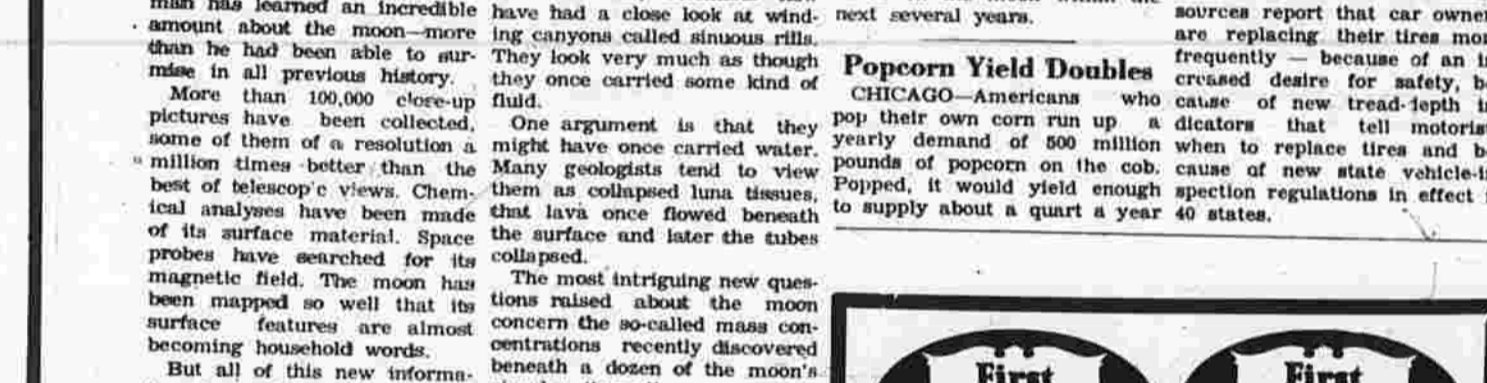 man has learned an incredible
amount about the moon—more
than he had been able to sur-
mise in all previous history.
More than 100,000 close-up
pictures have been collected,
some of them of a resolution a
million times better than the
best of telescop'c views. Chem-
ical analyses have been made
of its surface material. Space
probes have searched for its
magnetic field. The moon has
been mapped so well that its
surface features are almost
becoming household words.
But all of this new informa-
have had a close look at wind-
ing canyons called sinuous rills.
They look very much as though
they once carried some kind of
fluid.
One argument is that they
might have once carried water.
Many geologists tend to view
them as collapsed luna tissues,
that lava once flowed beneath
the surface and later the tubes
collapsed.
The most intriguing new ques-
tions raised about the moon
concern the so-called mass con-
centrations recently discovered
beneath a dozen of the moon's
next several years.
Popcorn Yield Doubles
CHICAGO—Americans who
pop their own corn run up a
yearly demand of 500 million
pounds of popcorn on the cob.
Popped, it would yield enough
to supply about a quart a year
sources report that car owne
are replacing their tires mo
frequently — because of an i
creased desire for safety, b
cause of new tread-depth i
dicators that tell motoris
when to replace tires and b
cause of new state vehicle-i
spection regulations in effect
40 states.
First
First